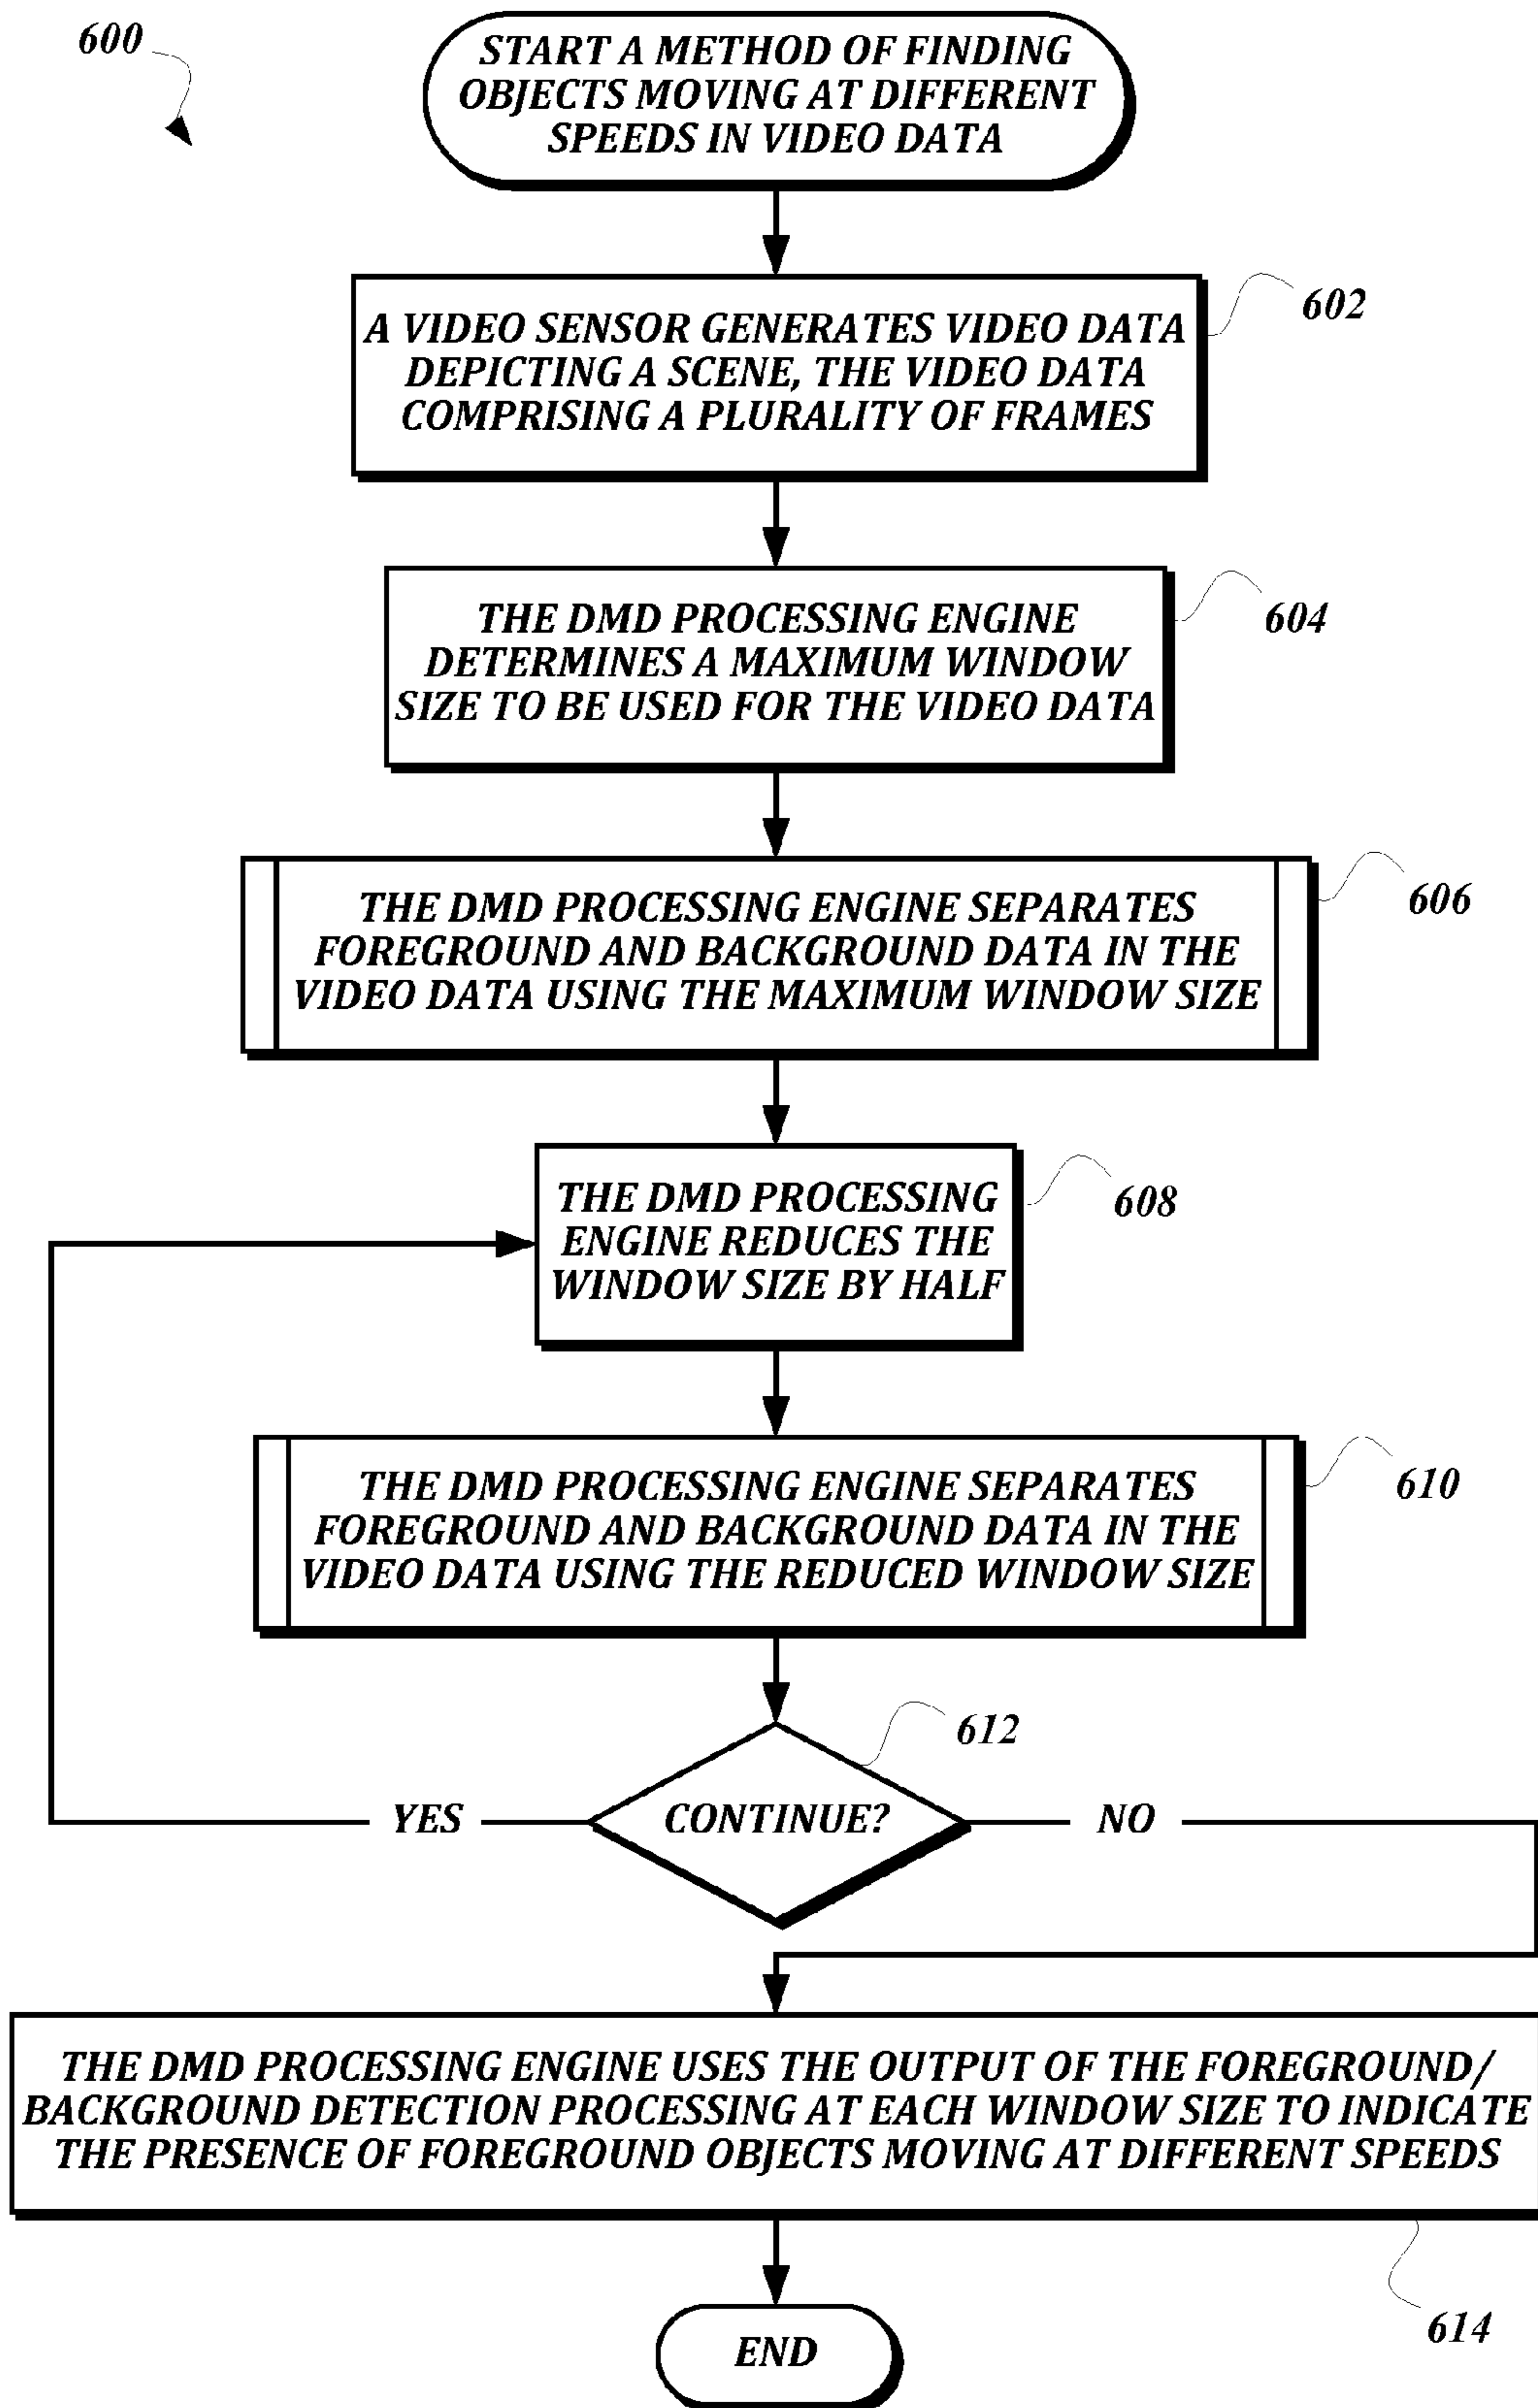 600
START A METHOD OF FINDING
OBJECTS MOVING AT DIFFERENT
SPEEDS IN VIDEO DATA
A VIDEO SENSOR GENERATES VIDEO DATA
DEPICTING A SCENE, THE VIDEO DATA
COMPRISING A PLURALITY OF FRAMES
602
THE DMD PROCESSING ENGINE
DETERMINES A MAXIMUM WINDOW
SIZE TO BE USED FOR THE VIDEO DATA
604
THE DMD PROCESSING ENGINE SEPARATES
FOREGROUND AND BACKGROUND DATA IN THE
VIDEO DATA USING THE MAXIMUM WINDOW SIZE
606
THE DMD PROCESSING
ENGINE REDUCES THE
WINDOW SIZE BY HALF
608
THE DMD PROCESSING ENGINE SEPARATES
FOREGROUND AND BACKGROUND DATA IN THE
VIDEO DATA USING THE REDUCED WINDOW SIZE
610
612
YES
CONTINUE?
NO
THE DMD PROCESSING ENGINE USES THE OUTPUT OF THE FOREGROUND/
BACKGROUND DETECTION PROCESSING AT EACH WINDOW SIZE TO INDICATE
THE PRESENCE OF FOREGROUND OBJECTS MOVING AT DIFFERENT SPEEDS
614
END